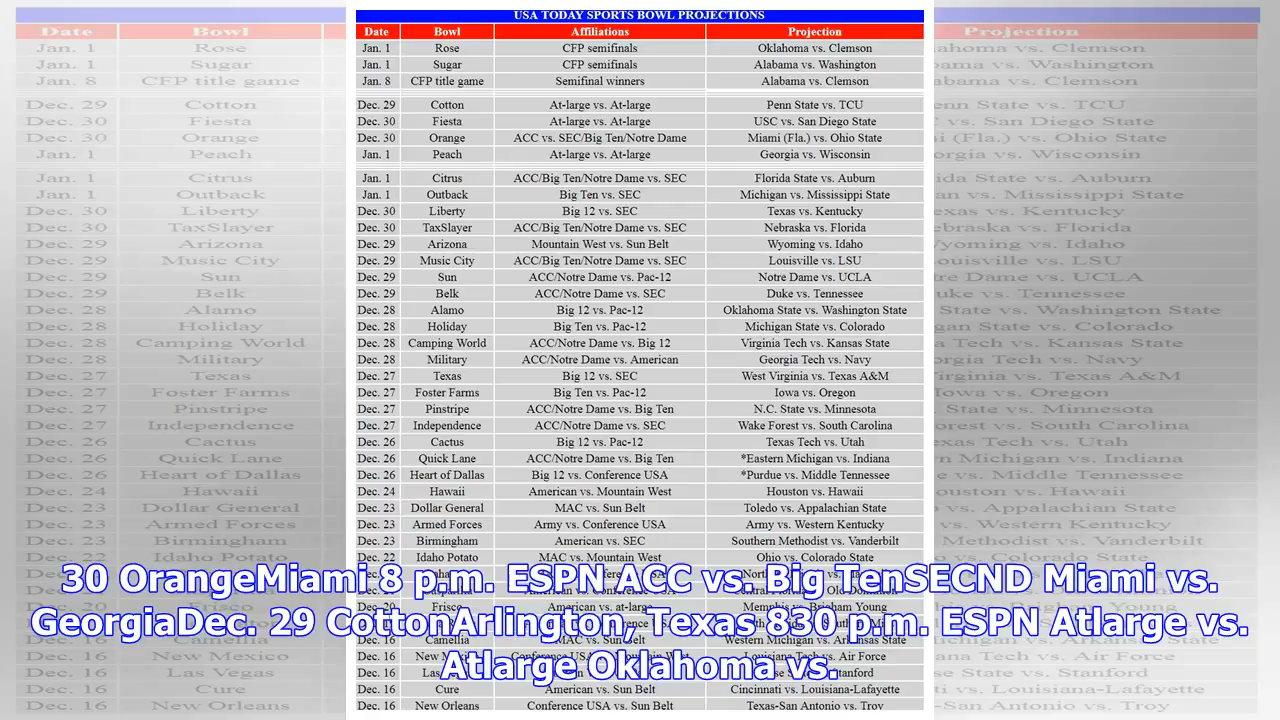 USA TODAY SPORTS BOWL PROJECTIONS
Date Bowl Affiliations Projection
Jan. 1 Rose CFP semifinals Oklahoma vs. Clemson
Jan. 1 Sugar CFP semifinals Alabama vs. Washington
Jan. 8 CFP title game Semifinal winners Alabama vs. Clemson
Dec. 29 Cotton At-large vs. At-large Penn State vs. TCU
Dec. 30 Fiesta At-large vs. At-large USC vs. San Diego State
Dec. 30 Orange ACC vs. SEC/Big Ten/Notre Dame Miami (Fla.) vs. Ohio State
Jan. 1 Peach At-large vs. At-large Georgia vs. Wisconsin
Jan. 1 Citrus ACC/Big Ten/Notre Dame vs. SEC Florida State vs. Auburn
Jan. 1 Outback Big Ten vs. SEC Michigan vs. Mississippi State
Dec. 30 Liberty Big 12 vs. SEC Texas vs. Kentucky
Dec. 30 TaxSlayer ACC/Big Ten/Notre Dame vs. SEC Nebraska vs. Florida
Dec. 29 Arizona Mountain West vs. Sun Belt Wyoming vs. Idaho
Dec. 29 Music City ACC/Big Ten/Notre Dame vs. SEC Louisville vs. LSU
Dec. 29 Sun ACC/Notre Dame vs. Pac-12 Notre Dame vs. UCLA
Dec. 29 Belk ACC/Notre Dame vs. SEC Duke vs. Tennessee
Dec. 28 Alamo Big 12 vs. Pac-12 Oklahoma State vs. Washington State
Dec. 28 Holiday Big Ten vs. Pac-12 Michigan State vs. Colorado
Dec. 28 Camping World ACC/Notre Dame vs. Big 12 Virginia Tech vs. Kansas State
Dec. 28 Military ACC/Notre Dame vs. American Georgia Tech vs. Navy
Dec. 27 Texas Big 12 vs. SEC West Virginia vs. Texas A&M
Dec. 27 Foster Farms Big Ten vs. Pac-12 Iowa vs. Oregon
Dec. 27 Pinstripe ACC/Notre Dame vs. Big Ten N.C. State vs. Minnesota
Dec. 27 Independence ACC/Notre Dame vs. SEC Wake Forest vs. South Carolina
Dec. 26 Cactus Big 12 vs. Pac-12 Texas Tech vs. Utah
Dec. 26 Quick Lane ACC/Notre Dame vs. Big Ten *Eastern Michigan vs. Indiana
Dec. 26 Heart of Dallas Big 12 vs. Conference USA *Purdue vs. Middle Tennessee
Dec. 24 Hawaii American vs. Mountain West Houston vs. Hawaii
Dec. 23 Dollar General MAC vs. Sun Belt Toledo vs. Appalachian State
Dec. 23 Armed Forces Army vs. Conference USA Army vs. Western Kentucky
Dec. 23 Birmingham American vs. SEC Southern Methodist vs. Vanderbilt
Dec. 22 Idaho Potato MAC vs. Mountain West Ohio vs. Colorado State
30 OrangeMiami 8 p.m. ESPN ACC vs. Big TenSECND Miami vs.
Dec. 20 Frisco American vs. at-large Memphis vs. Brigham Young
GeorgiaDec. 29 CottonArlington, Texas 830 p.m. ESPN Atlarge vs.
Camellia MAC vs. Sun Belt Western Michigan vs. Arkansas State
Dec. 16 Louisiana Tech vs. Air Force
Atlarge Oklahoma vs.
Dec. 16 Stanford
Dec. 16 Cure American vs. Sun Belt Cincinnati vs. Louisiana-Lafayette
Dec. 16 New Orleans Conference USA vs. Sun Belt Texas-San Antonio vs. Troy